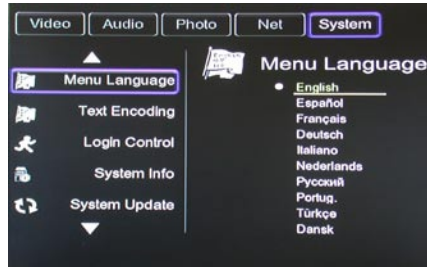 Video Audio Photo Net System
Menu Language
Text Encoding
Login Control
System Info
System Update
Menu Language
English
Español
Français
Deutsch
Italiano
Nederlands
Русский
Portug.
Türkçe
Dansk